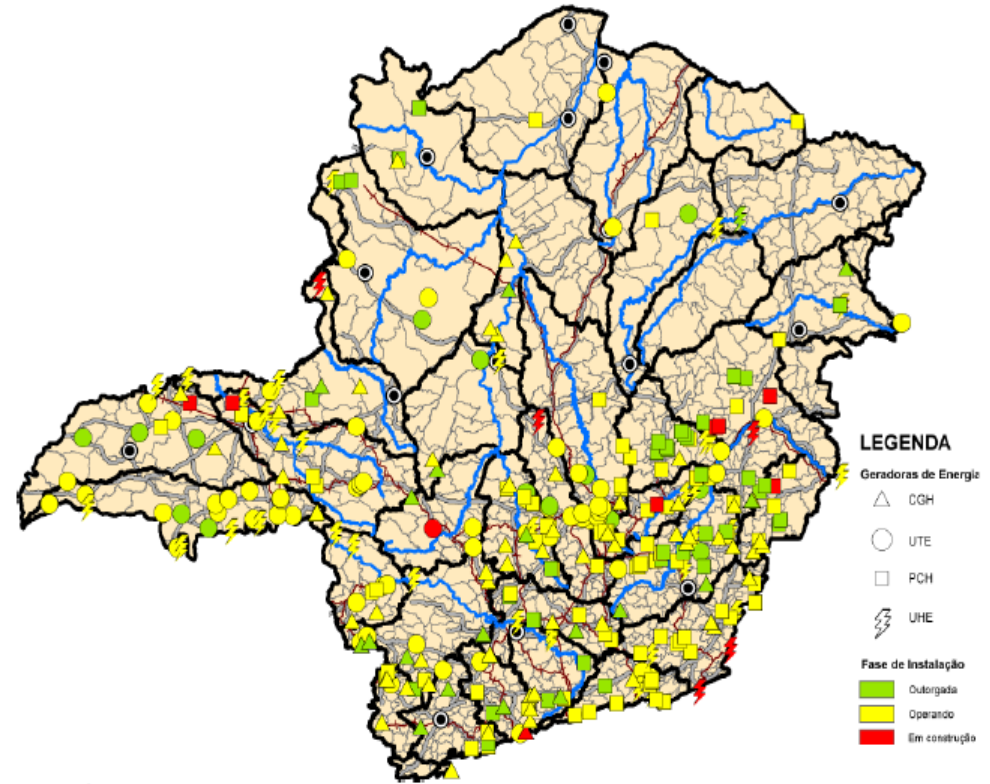 LEGENDA
Geradoras de Energia
CGH
UTE
PCH
UHE
Fase de Instalação
Outorgada
Operando
Em construção